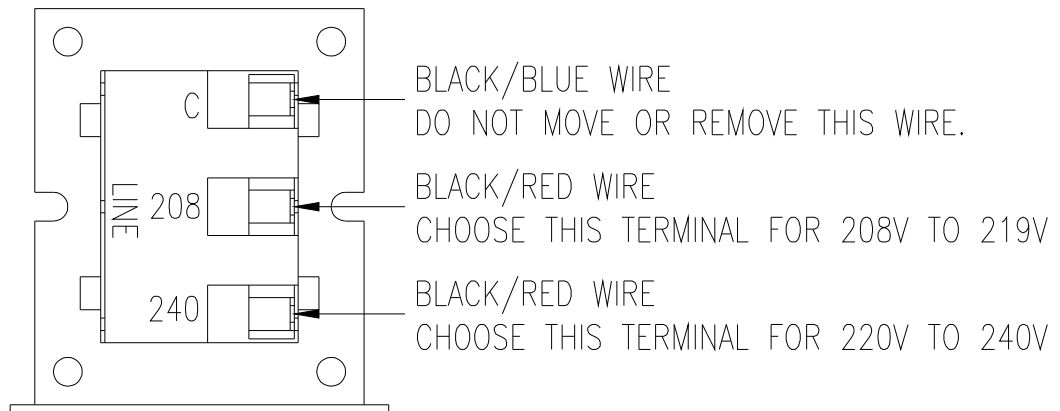 C
BLACK/BLUE WIRE
DO NOT MOVE OR REMOVE THIS WIRE.
LINE
208
BLACK/RED WIRE
CHOOSE THIS TERMINAL FOR 208V TO 219V
240
BLACK/RED WIRE
CHOOSE THIS TERMINAL FOR 220V TO 240V